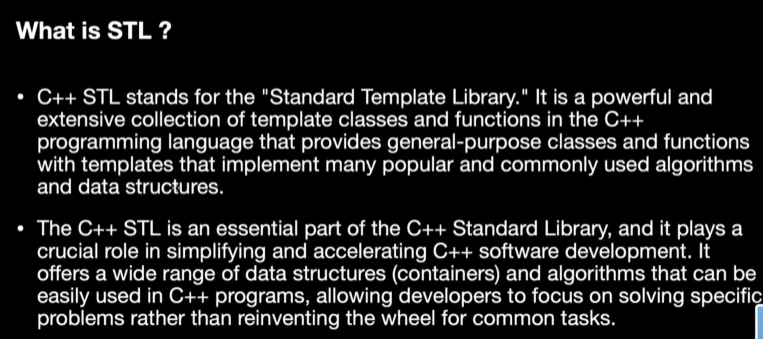 What is STL ?
• C++ STL stands for the "Standard Template Library." It is a powerful and
extensive collection of template classes and functions in the C++
programming language that provides general-purpose classes and functions
with templates that implement many popular and commonly used algorithms
and data structures.
• The C++ STL is an essential part of the C++ Standard Library, and it plays a
crucial role in simplifying and accelerating C++ software development. It
offers a wide range of data structures (containers) and algorithms that can be
easily used in C++ programs, allowing developers to focus on solving specific
problems rather than reinventing the wheel for common tasks.